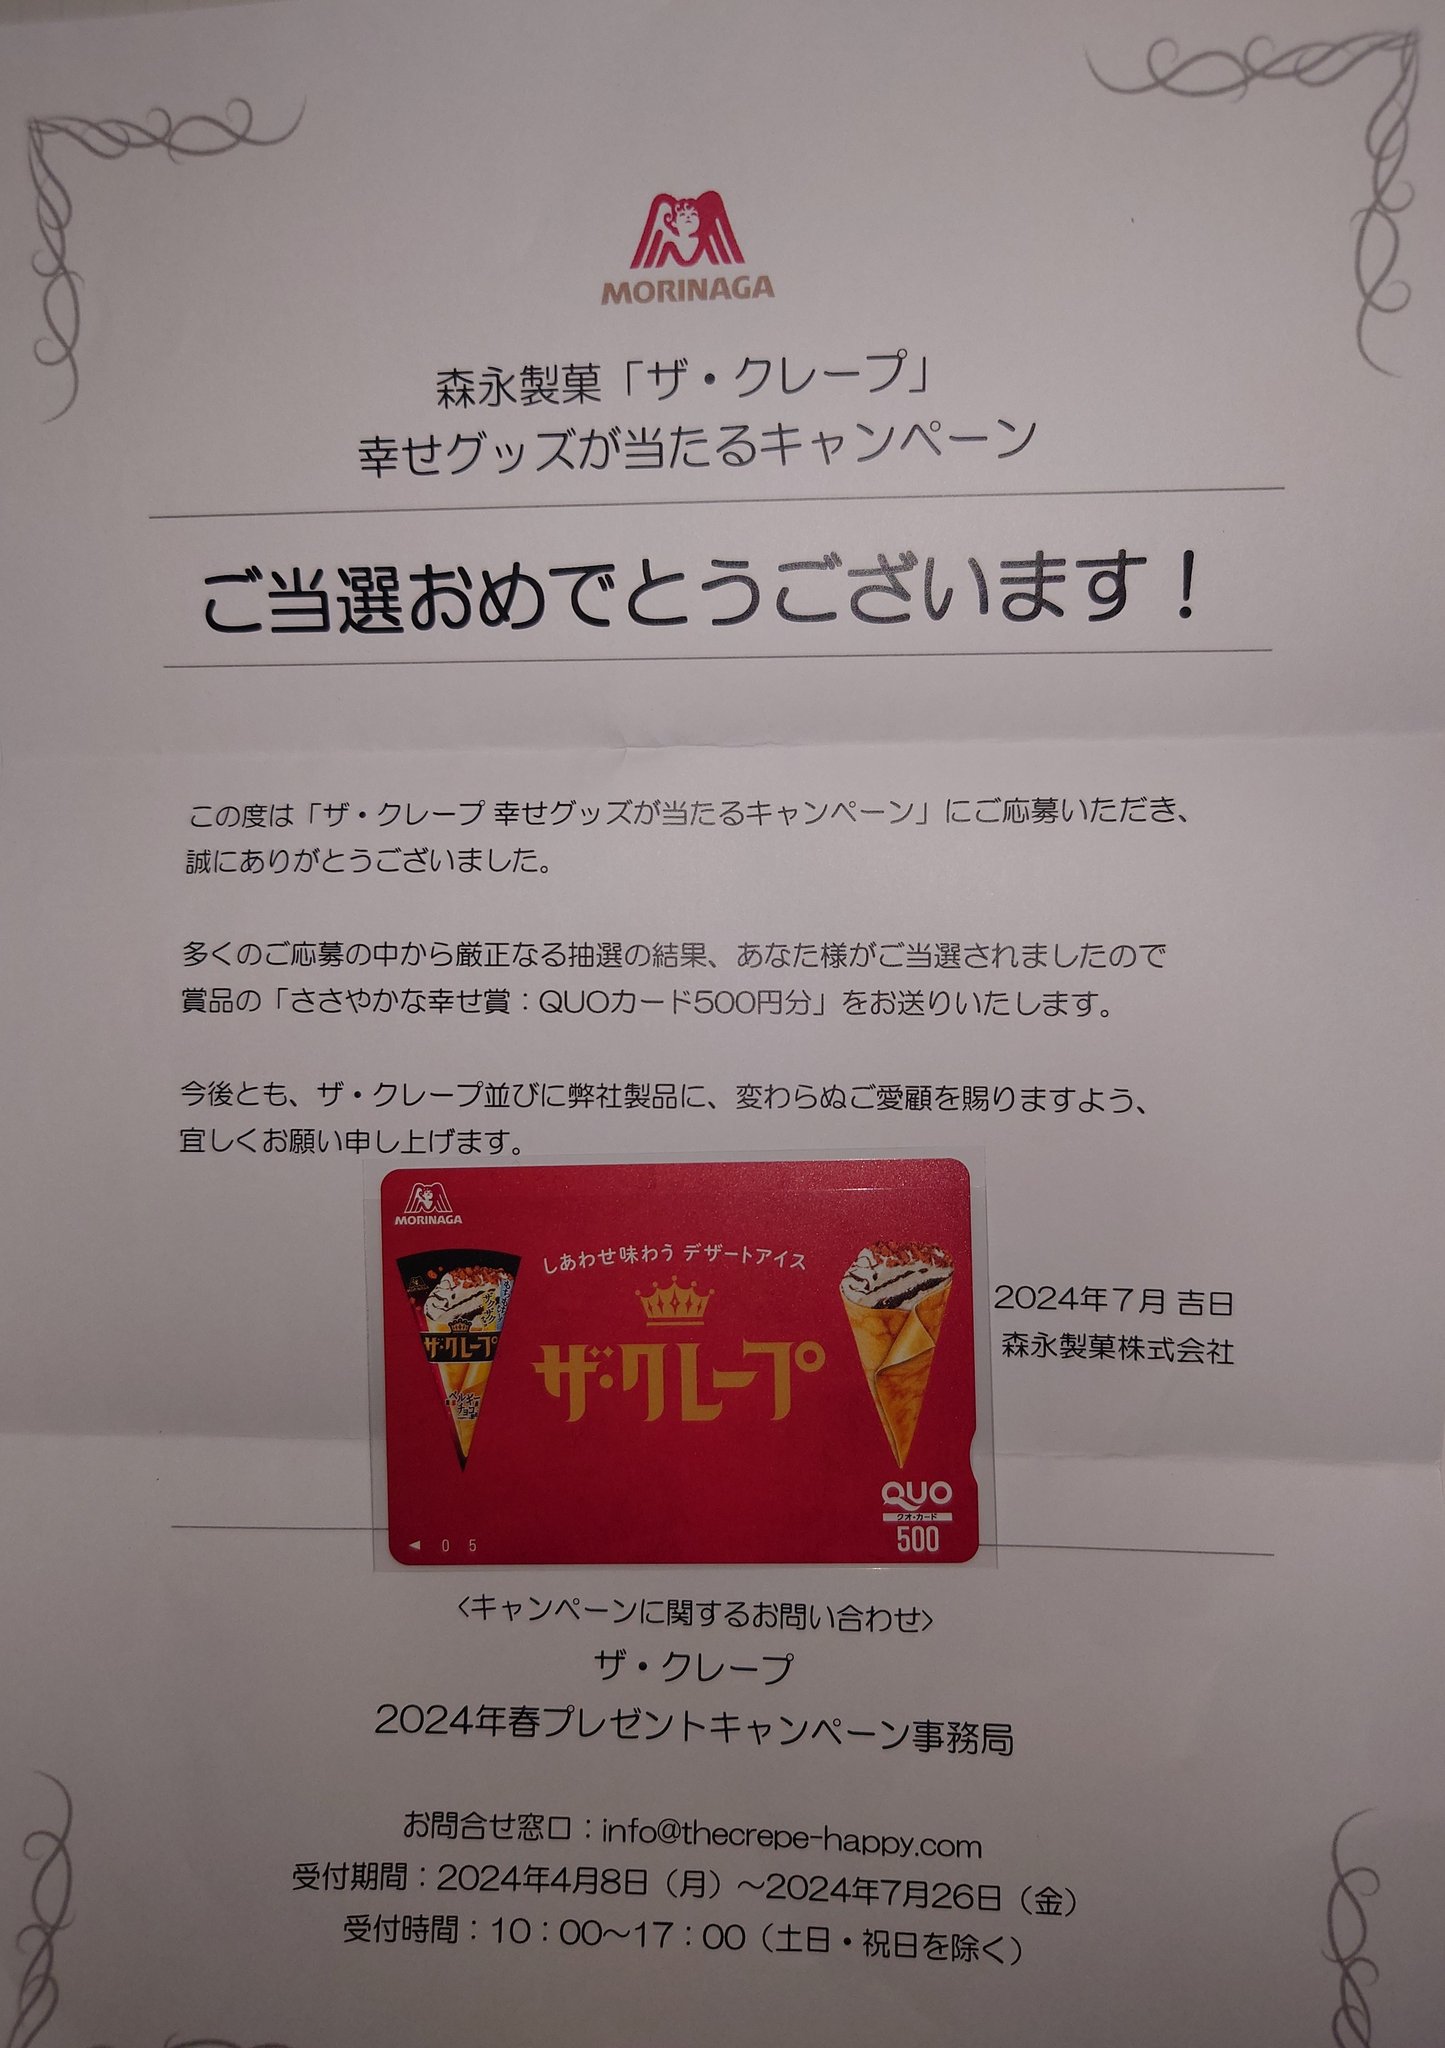 MORINAGA
森永製菓「ザ・クレープ」
幸せグッズが当たるキャンペーン
ご当選おめでとうございます！
この度は「ザ・クレープ 幸せグッズが当たるキャンペーン」にご応募いただき、
誠にありがとうございました。
多くのご応募の中から厳正なる抽選の結果、あなた様がご当選されましたので
賞品の「ささやかな幸せ賞：QUOカード500円分」をお送りいたします。
今後とも、ザ・クレープ並びに弊社製品に、変わらぬご愛顧を賜りますよう、
宜しくお願い申し上げます。
MORINAGA
しあわせ味わう デザートアイス
ザ・クレープ
ザ・クレープ
ベルギー
チョコ
QUO
クオ・カード
500
◀ 0 5
2024年7月 吉日
森永製菓株式会社
<キャンペーンに関するお問い合わせ>
ザ・クレープ
2024年春プレゼントキャンペーン事務局
お問合せ窓口：info@thecrepe-happy.com
受付期間：2024年4月8日（月）～2024年7月26日（金）
受付時間：10：00～17：00（土日・祝日を除く）